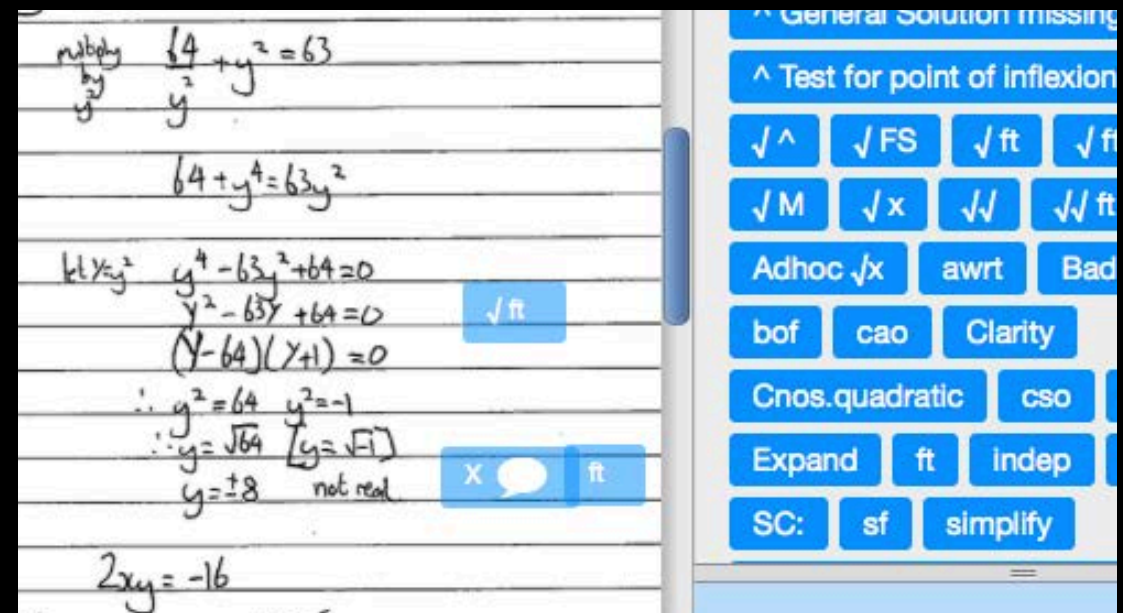 multiply by y²
64/y² + y² = 63
64 + y⁴ = 63y²
let Y=y² y⁴ - 63y² + 64 = 0
Y² - 63Y + 64 = 0
(Y-64)(Y+1) = 0
∴ y² = 64 y² = -1
∴ y = √64 [y = √-1]
y = ±8 not real
2xy = -16
√ ft
X ft
^ General Solution missing
^ Test for point of inflexion
√ ^ √ FS √ ft √ f
√ M √ x √√ √√ ft
Adhoc √x awrt Bad
bof cao Clarity
Cnos.quadratic cso
Expand ft indep
SC: sf simplify